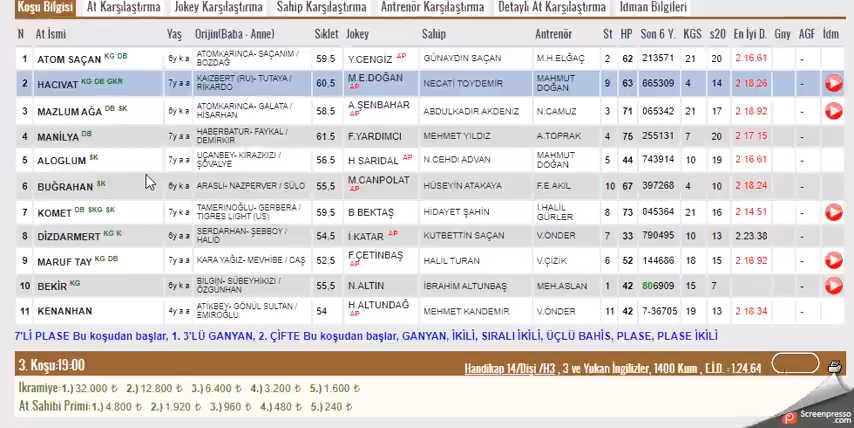 Koşu Bilgisi At Karşılaştırma Jokey Karşılaştırma Sahip Karşılaştırma Antrenör Karşılaştırma Detaylı At Karşılaştırma İdman Bilgileri
N At İsmi Yaş Orijin(Baba - Anne) Sıklet Jokey Sahip Antrenör St HP Son 6 Y. KGS s20 En İyi D. Gny AGF İdm
1 ATOM SAÇAN KG DB 6y k a ATOMKARINCA- SAÇANIM / BOZDAĞ 59,5 Y.CENGİZ AP GÜNAYDIN SAÇAN M.H.ELĞAÇ 2 62 213571 21 20 2.16.61 -
2 HACIVAT KG DB GKR 7y a a KAIZBERT (RU)- TUTAYA / RİKARDO 60,5 M.E.DOĞAN AP NECATİ TOYDEMİR MAHMUT DOĞAN 9 63 665309 4 14 2.18.26 -
3 MAZLUM AĞA DB SK 6y k a ATOMKARINCA- GALATA / HİSARHAN 58,5 A.ŞENBAHAR AP ABDULKADİR AKDENİZ N.CAMUZ 3 71 065342 21 17 2.18.92 -
4 MANİLYA DB 7y a a HABERBATUR- FAYKAL / DEMİRKIR 61,5 F.YARDIMCI MEHMET YILDIZ A.TOPRAK 4 75 255131 7 20 2.17.15 -
5 ALOGLUM SK 7y a a UÇANBEY- KİRAZKIZI / ŞÖVALYE 56,5 H.SARIDAL AP N.CEHDİ ADVAN MAHMUT DOĞAN 5 44 743914 10 19 2.16.61 -
6 BUĞRAHAN SK 6y k a ARASLI- NAZPERVER / SÜLO 55,5 M.CANPOLAT AP HÜSEYİN ATAKAYA F.E.AKIL 10 67 397268 4 10 2.18.24 -
7 KOMET DB SKG SK 7y k a TAMERİNOĞLU- GERBERA / TIGRES LIGHT (US) 59,5 B.BEKTAŞ HİDAYET ŞAHİN İ.HALİL GÜRLER 8 73 045364 21 16 2.14.51 -
8 DİZDARMERT KG K 6y a a SERDARHAN- ŞEBBOY / HALİD 54,5 İ.KATAR AP KUTBETTİN SAÇAN V.ÖNDER 7 33 790495 10 13 2.23.38 -
9 MARUF TAY KG DB 7y k a KARA YAĞIZ- MEVHİBE / CAŞ 52,5 F.ÇETİNBAŞ AP HALİL TURAN V.ÇİZİK 6 52 144686 18 15 2.16.92 -
10 BEKİR KG 6y k a BİLGİN- SÜBEYHİKIZI / ÖZGÜNHAN 55,5 N.ALTIN İBRAHİM ALTUNBAŞ MEH.ASLAN 1 42 806909 15 7 -
11 KENANHAN 4y a a ATİKBEY- GÖNÜL SULTAN / EMİROĞLU 54 H.ALTUNDAĞ AP MEHMET KANDEMİR V.ÖNDER 11 42 7-36705 19 13 2.18.34 -
7'Lİ PLASE Bu koşudan başlar, 1. 3'LÜ GANYAN, 2. ÇİFTE Bu koşudan başlar, GANYAN, İKİLİ, SIRALI İKİLİ, ÜÇLÜ BAHİS, PLASE, PLASE İKİLİ
3. Koşu:19:00 Handikap 14/Dişi /H3 , 3 ve Yukarı İngilizler, 1400 Kum , E.İ.D. : 1.24.64
İkramiye: 1.) 32.000 ₺ 2.) 12.800 ₺ 3.) 6.400 ₺ 4.) 3.200 ₺ 5.) 1.600 ₺
At Sahibi Primi: 1.) 4.800 ₺ 2.) 1.920 ₺ 3.) 960 ₺ 4.) 480 ₺ 5.) 240 ₺
Screenpresso
.com